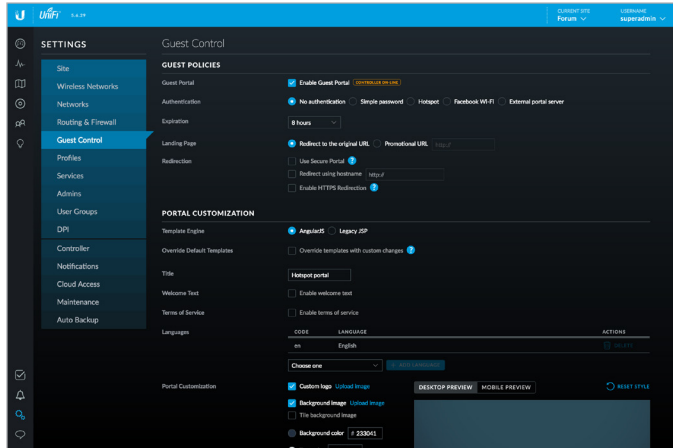 UniFi 5.6.29
CURRENT SITE
Forum
USERNAME
superadmin
SETTINGS
Site
Wireless Networks
Networks
Routing & Firewall
Guest Control
Profiles
Services
Admins
User Groups
DPI
Controller
Notifications
Cloud Access
Maintenance
Auto Backup
Guest Control
GUEST POLICIES
Guest Portal Enable Guest Portal CONTROLLER ON-LINE
Authentication No authentication Simple password Hotspot Facebook Wi-Fi External portal server
Expiration 8 hours
Landing Page Redirect to the original URL Promotional URL http://
Redirection Use Secure Portal ?
Redirect using hostname http://
Enable HTTPS Redirection ?
PORTAL CUSTOMIZATION
Template Engine AngularJS Legacy JSP
Override Default Templates Override templates with custom changes ?
Title Hotspot portal
Welcome Text Enable welcome text
Terms of Service Enable terms of service
Languages CODE LANGUAGE ACTIONS
en English DELETE
Choose one + ADD LANGUAGE
Portal Customization Custom logo Upload image DESKTOP PREVIEW MOBILE PREVIEW RESET STYLE
Background image Upload image
Tile background image
Background color # 233041